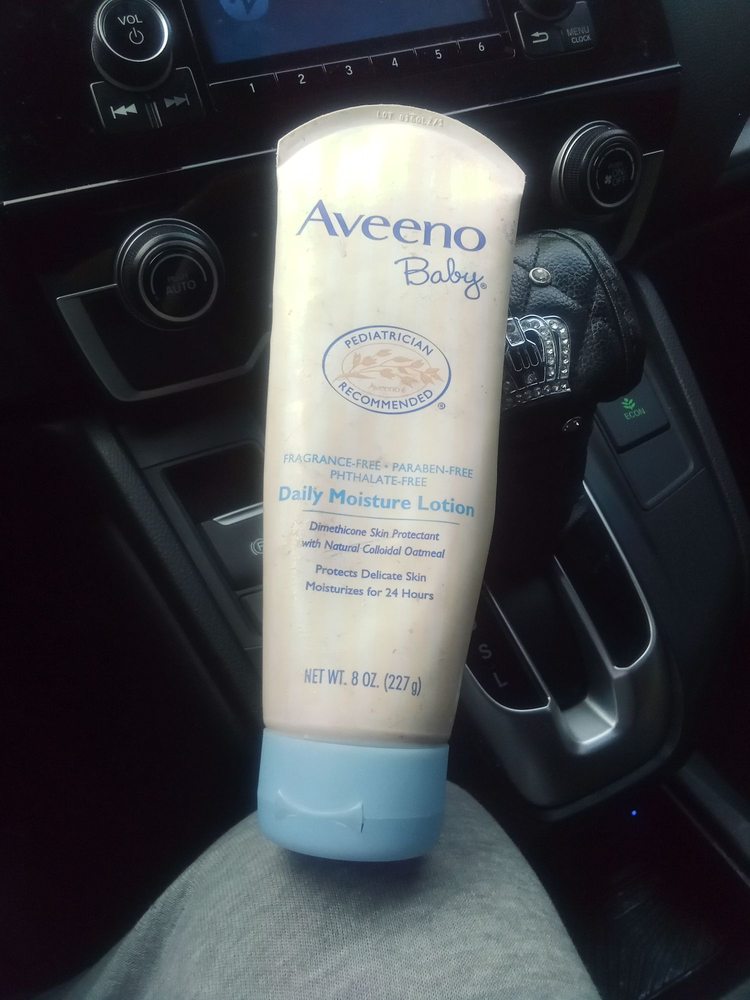 VOL
1 2 3 4 5 6
MENU
CLOCK
AUTO
Aveeno
Baby®
PEDIATRICIAN
Aveeno®
RECOMMENDED®
ECON
FRAGRANCE-FREE • PARABEN-FREE
PHTHALATE-FREE
Daily Moisture Lotion
Dimethicone Skin Protectant
with Natural Colloidal Oatmeal
Protects Delicate Skin
Moisturizes for 24 Hours
S
L
NET WT. 8 OZ. (227 g)